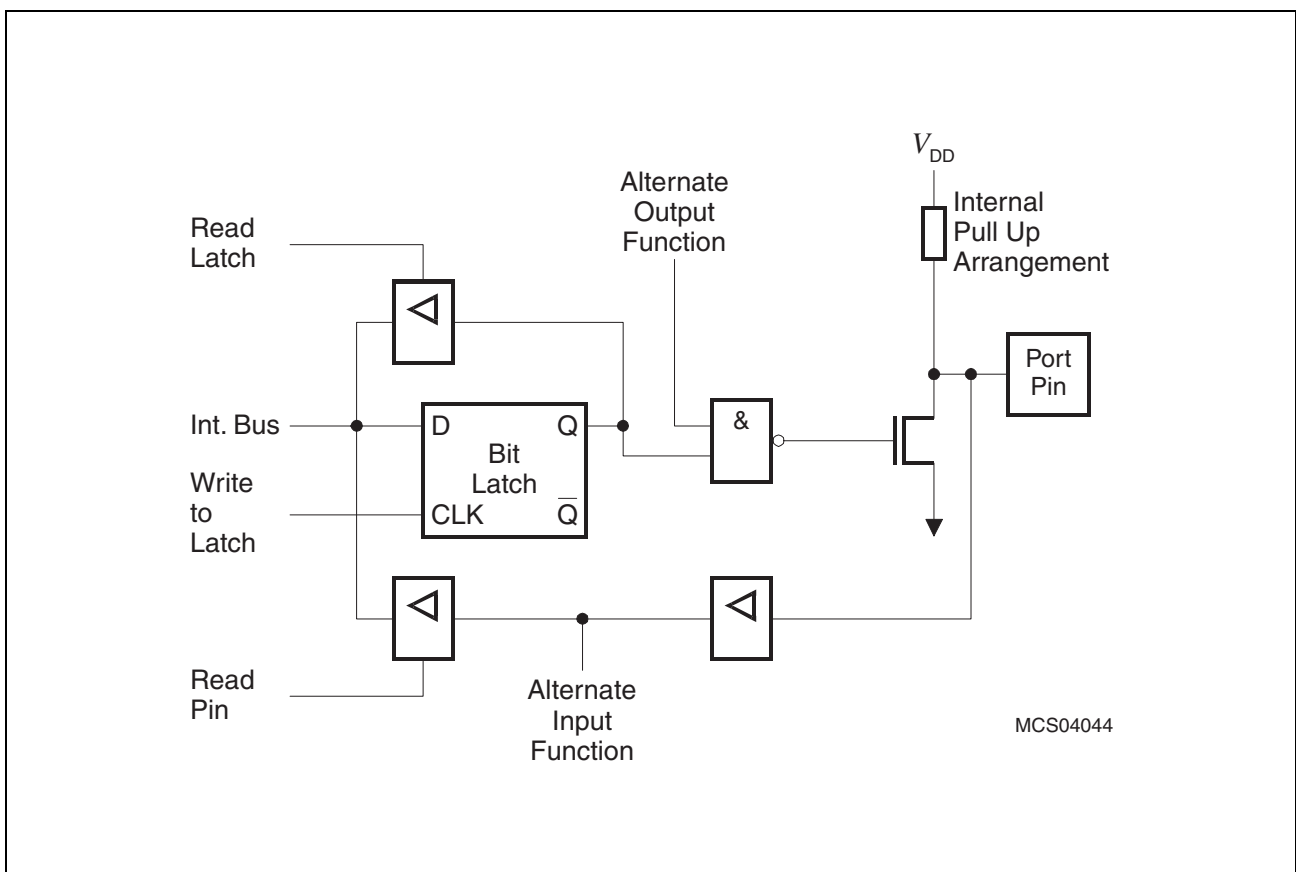 V_DD
Alternate
Output
Function
Internal
Pull Up
Arrangement
Read
Latch
Port
Pin
Int. Bus
D
Q
&
Bit
Latch
Write
to
Latch
CLK
Q̅
Read
Pin
Alternate
Input
Function
MCS04044